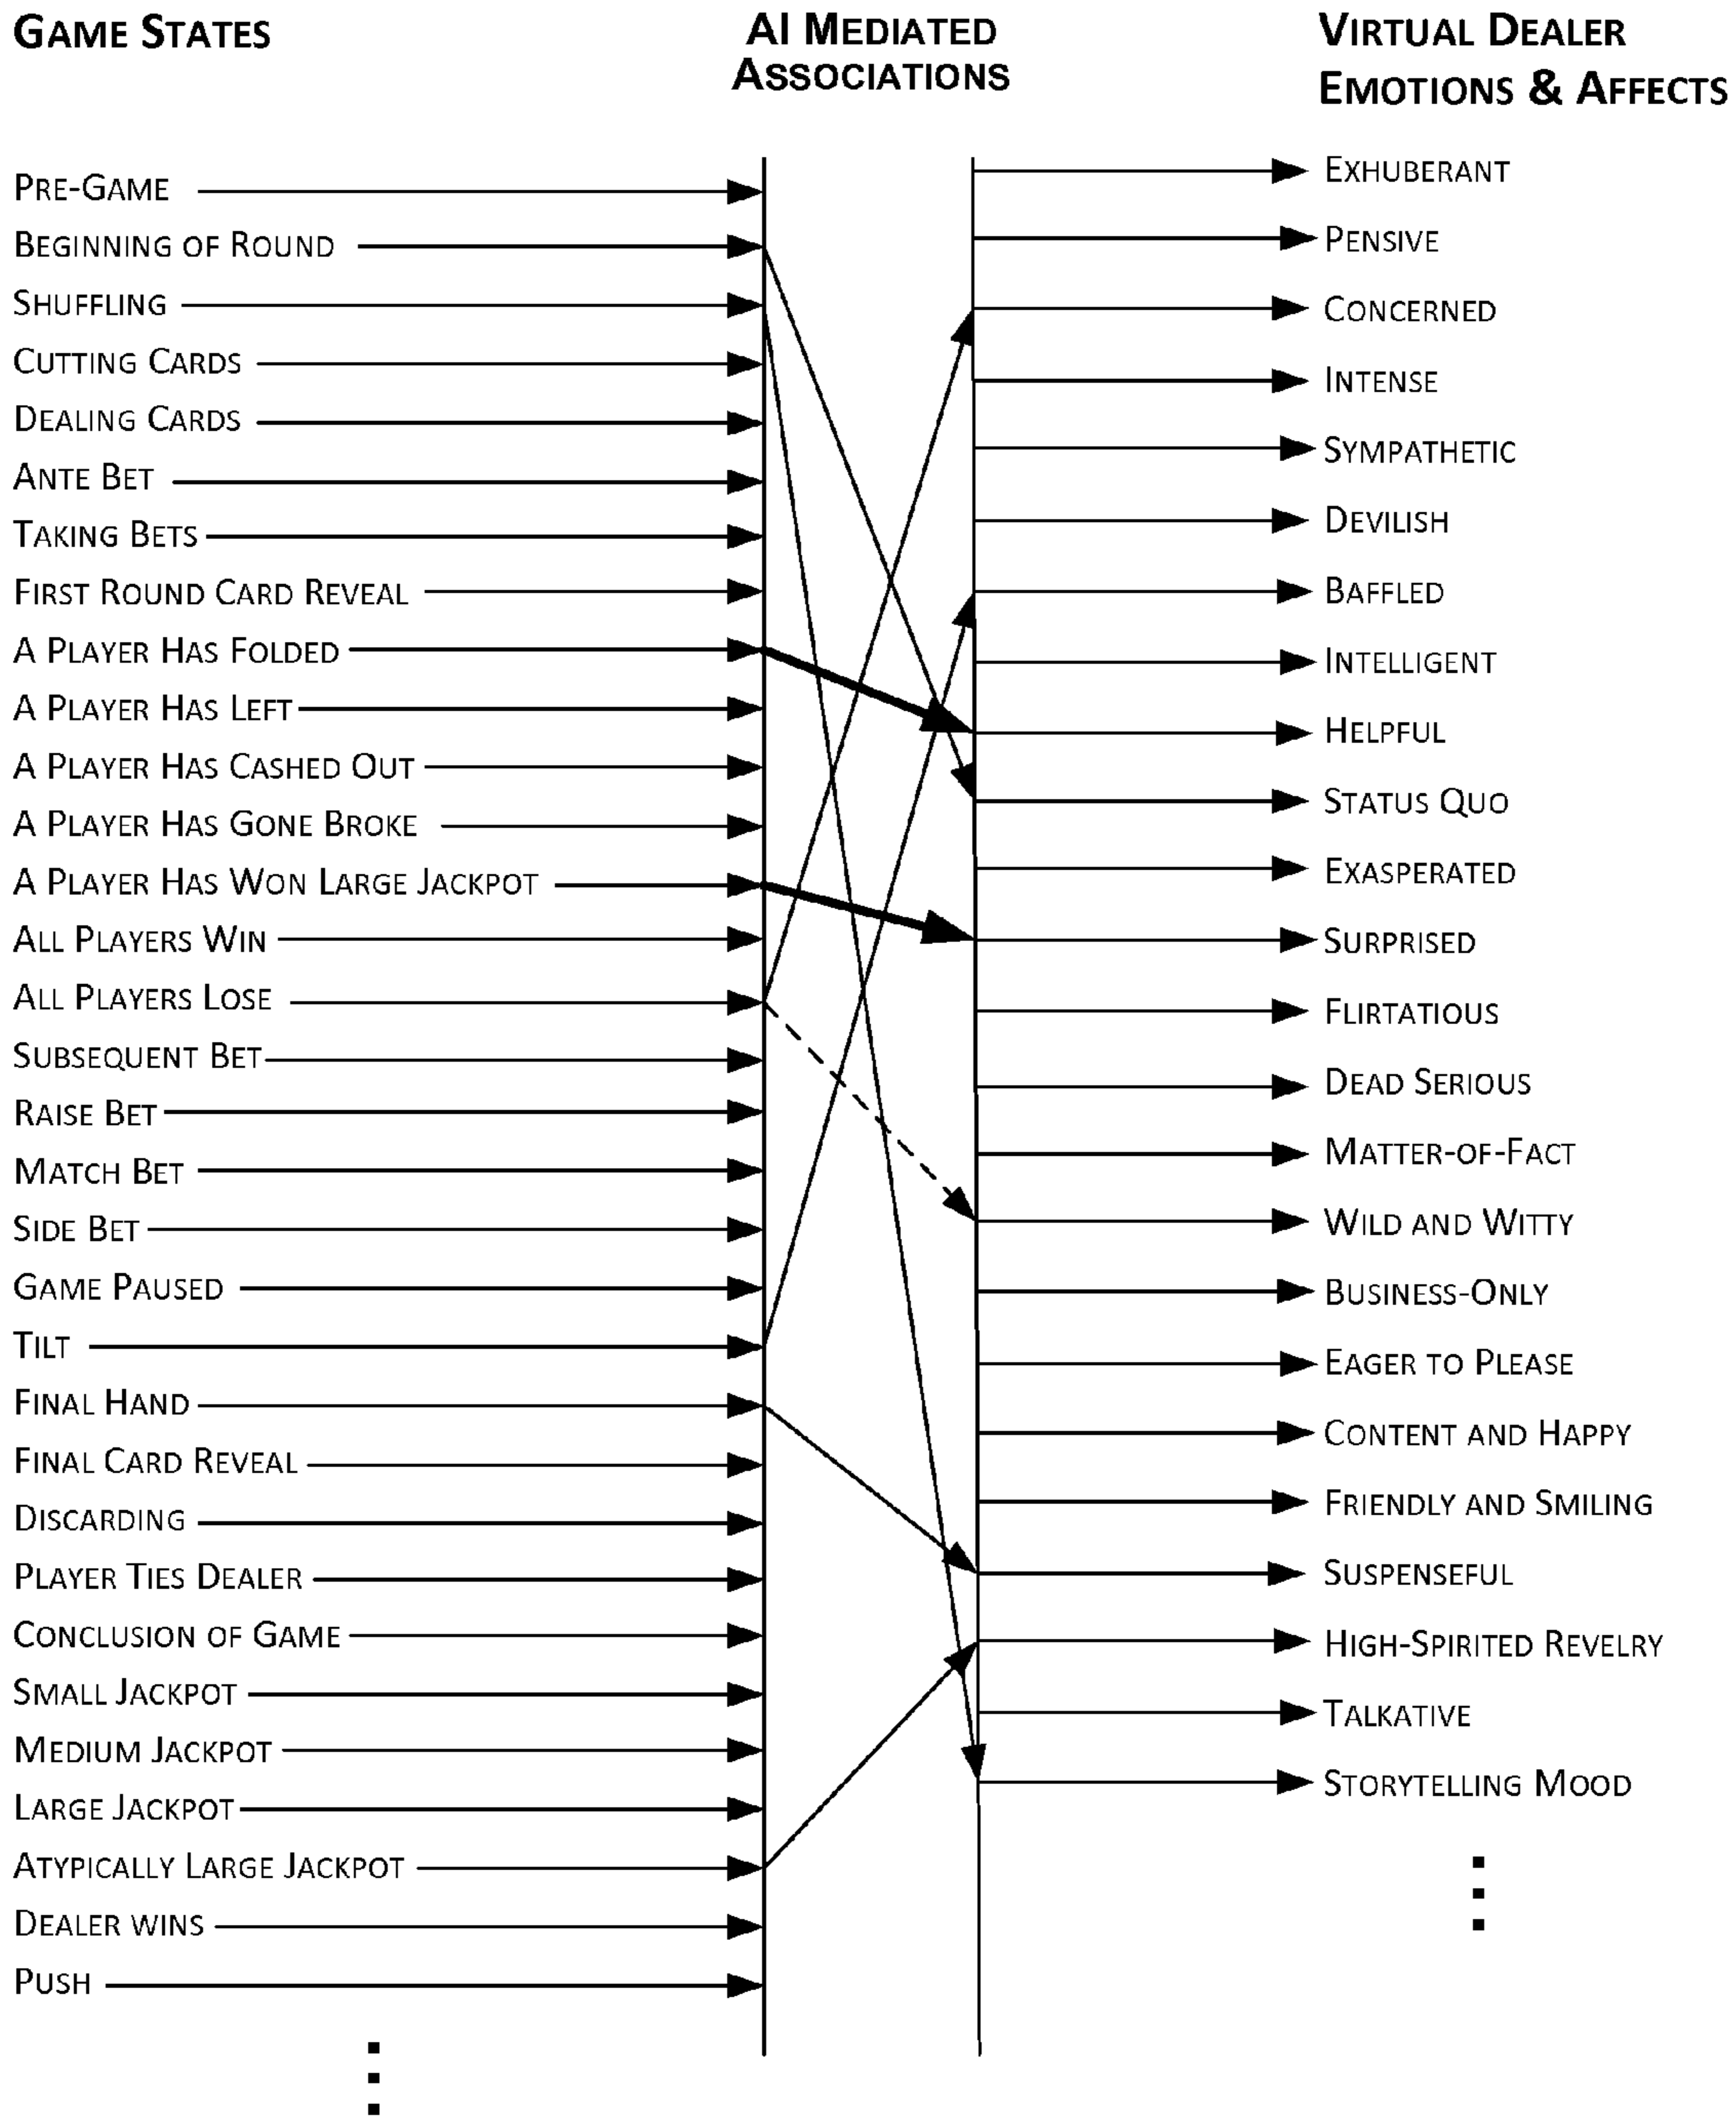 GAME STATES
AI MEDIATED
ASSOCIATIONS
VIRTUAL DEALER
EMOTIONS & AFFECTS
PRE-GAME
BEGINNING OF ROUND
SHUFFLING
CUTTING CARDS
DEALING CARDS
ANTE BET
TAKING BETS
FIRST ROUND CARD REVEAL
A PLAYER HAS FOLDED
A PLAYER HAS LEFT
A PLAYER HAS CASHED OUT
A PLAYER HAS GONE BROKE
A PLAYER HAS WON LARGE JACKPOT
ALL PLAYERS WIN
ALL PLAYERS LOSE
SUBSEQUENT BET
RAISE BET
MATCH BET
SIDE BET
GAME PAUSED
TILT
FINAL HAND
FINAL CARD REVEAL
DISCARDING
PLAYER TIES DEALER
CONCLUSION OF GAME
SMALL JACKPOT
MEDIUM JACKPOT
LARGE JACKPOT
ATYPICALLY LARGE JACKPOT
DEALER WINS
PUSH
EXHUBERANT
PENSIVE
CONCERNED
INTENSE
SYMPATHETIC
DEVILISH
BAFFLED
INTELLIGENT
HELPFUL
STATUS QUO
EXASPERATED
SURPRISED
FLIRTATIOUS
DEAD SERIOUS
MATTER-OF-FACT
WILD AND WITTY
BUSINESS-ONLY
EAGER TO PLEASE
CONTENT AND HAPPY
FRIENDLY AND SMILING
SUSPENSEFUL
HIGH-SPIRITED REVELRY
TALKATIVE
STORYTELLING MOOD